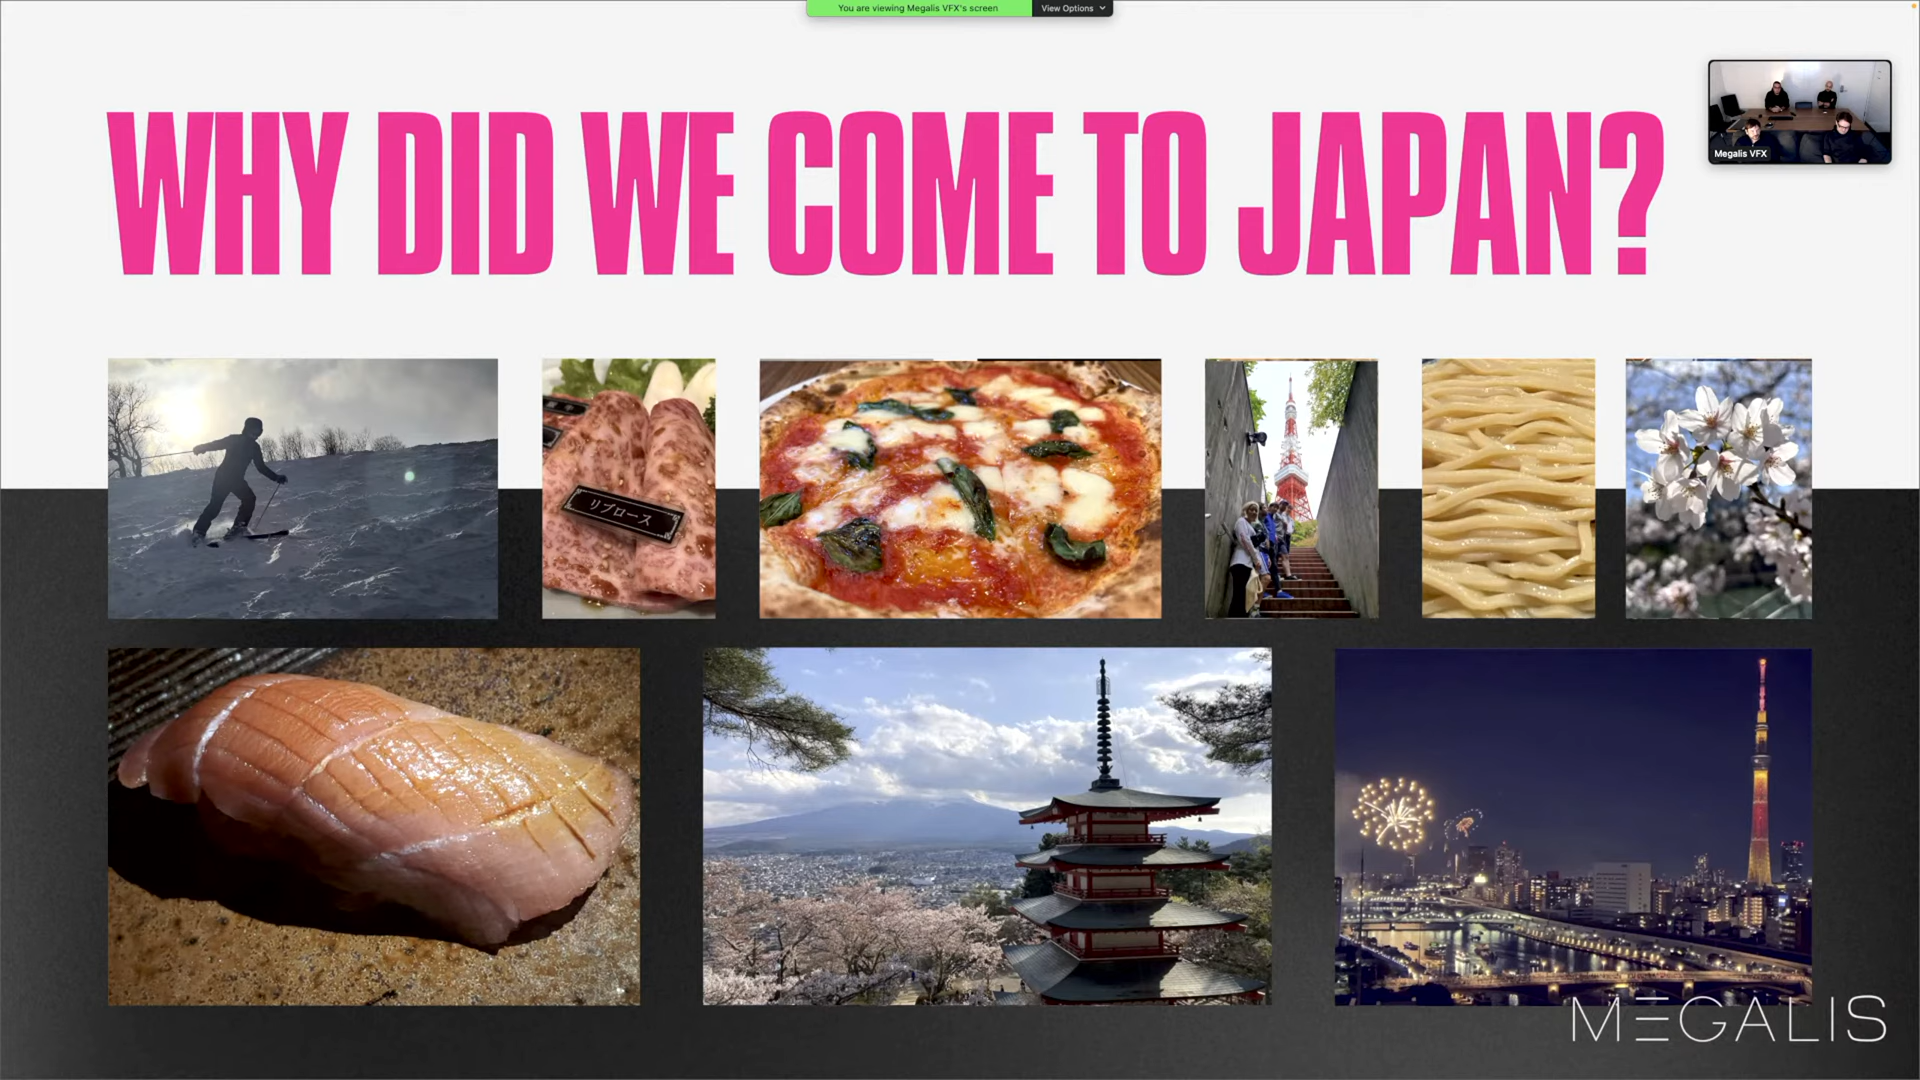 You are viewing Megalis VFX's screen
View Options
WHY DID WE COME TO JAPAN?
Megalis VFX
リブロース
MEGALIS